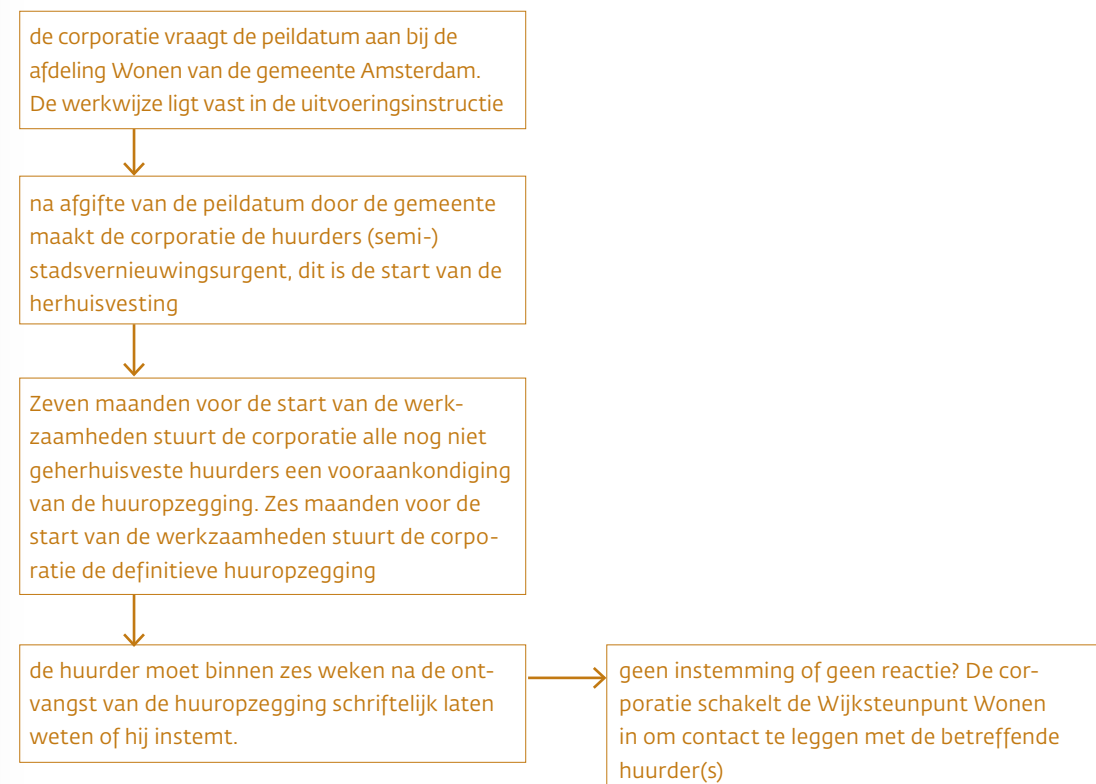 de corporatie vraagt de peildatum aan bij de
afdeling Wonen van de gemeente Amsterdam.
De werkwijze ligt vast in de uitvoeringsinstructie
na afgifte van de peildatum door de gemeente
maakt de corporatie de huurders (semi-)
stadsvernieuwingsurgent, dit is de start van de
herhuisvesting
Zeven maanden voor de start van de werk-
zaamheden stuurt de corporatie alle nog niet
geherhuisveste huurders een vooraankondiging
van de huuropzegging. Zes maanden voor de
start van de werkzaamheden stuurt de corpo-
ratie de definitieve huuropzegging
de huurder moet binnen zes weken na de ont-
vangst van de huuropzegging schriftelijk laten
weten of hij instemt.
geen instemming of geen reactie? De cor-
poratie schakelt de Wijksteunpunt Wonen
in om contact te leggen met de betreffende
huurder(s)